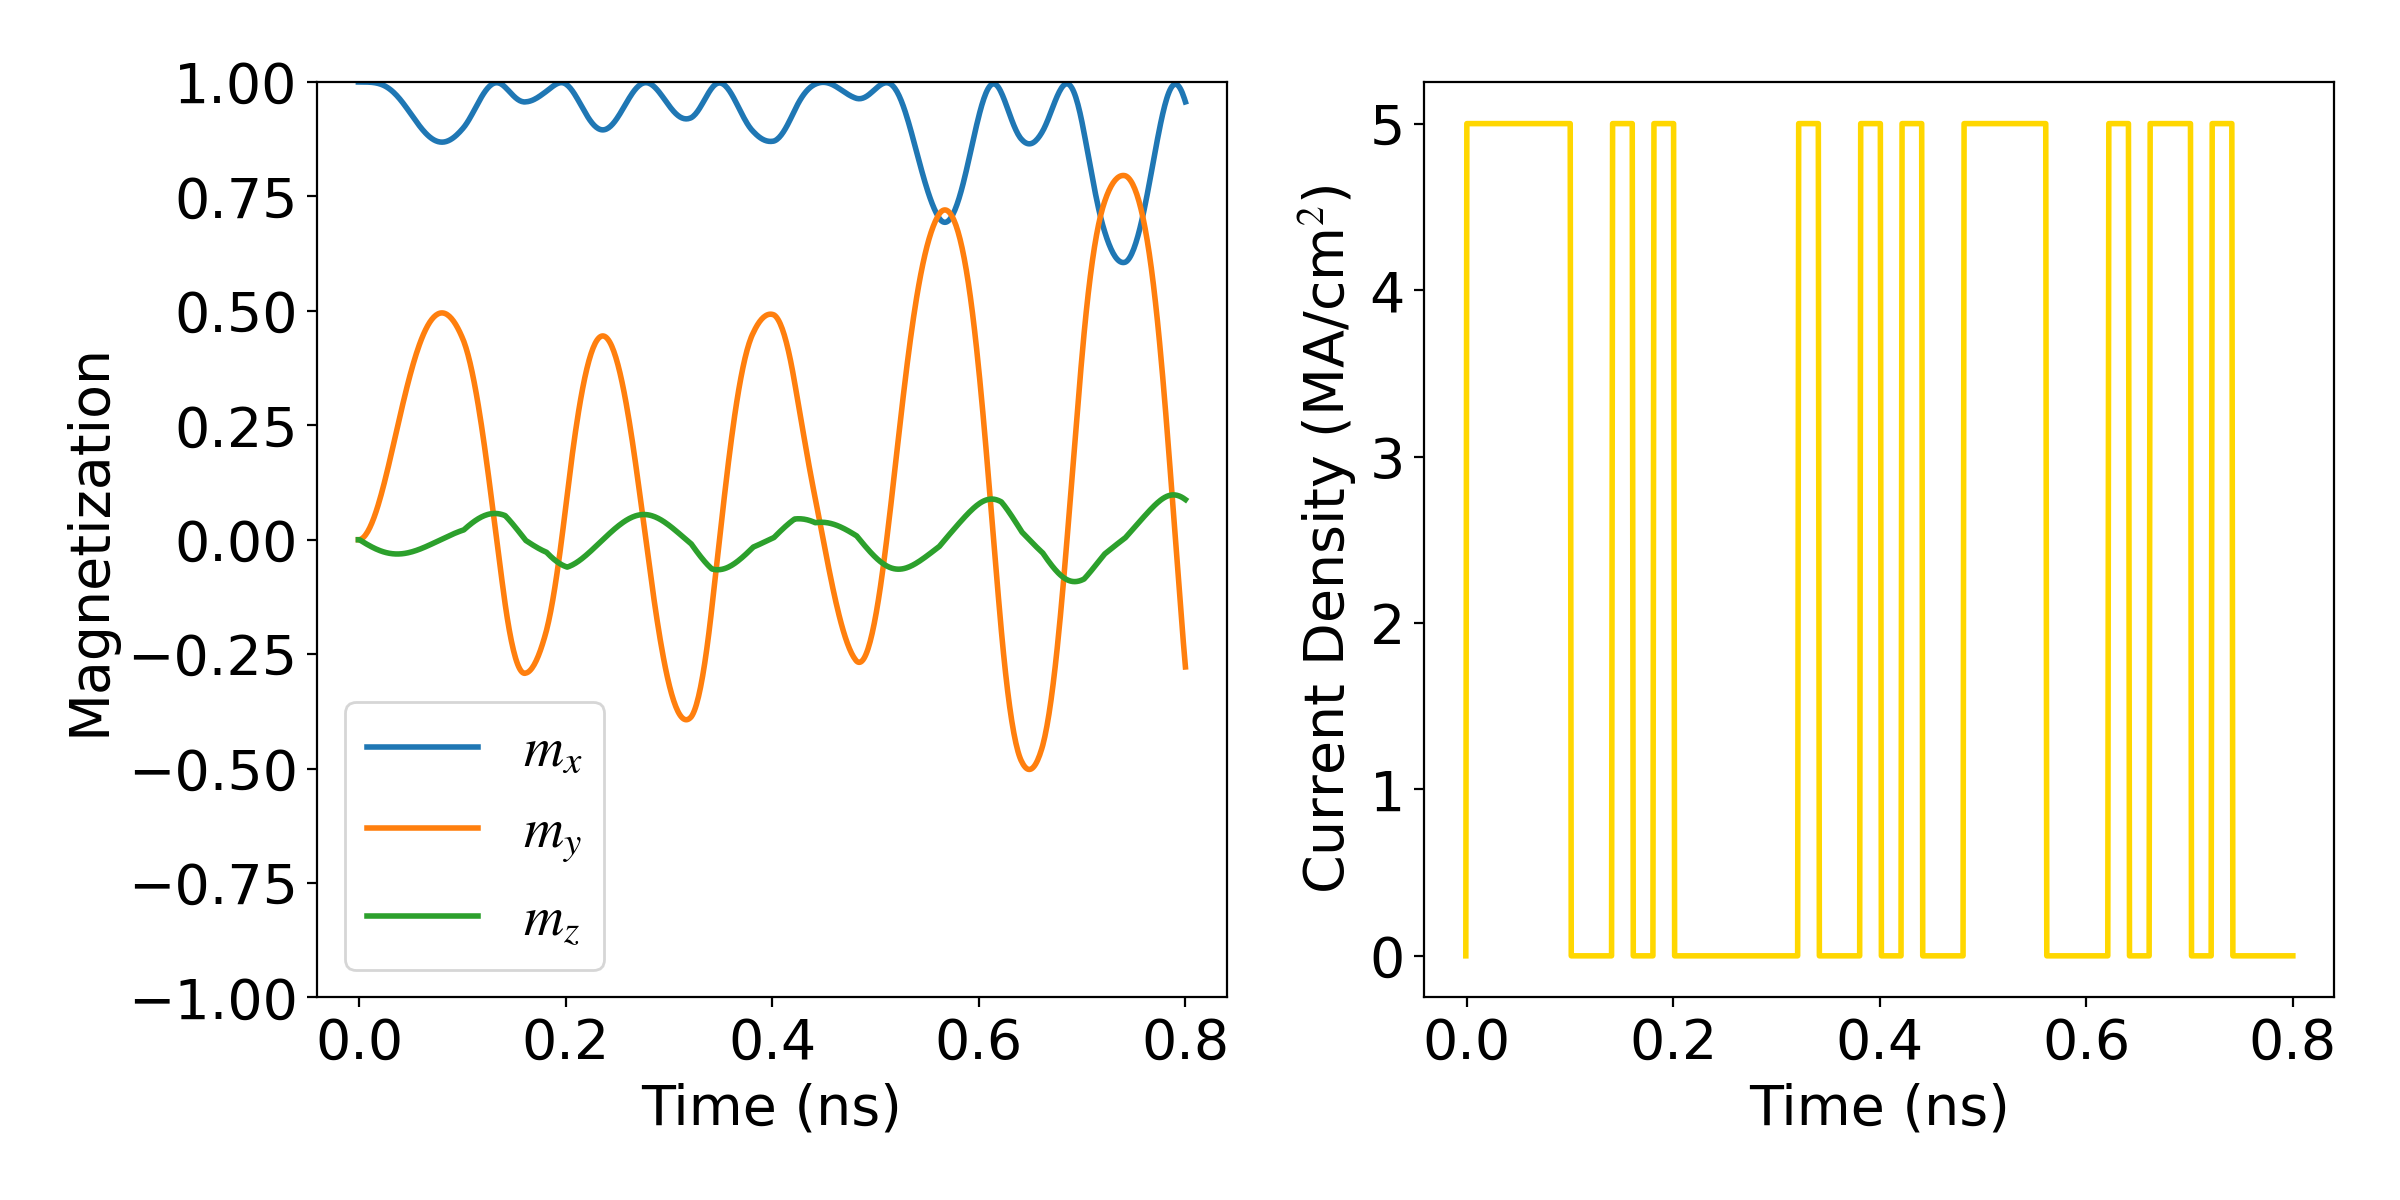 Magnetization
1.00
0.75
0.50
0.25
0.00
−0.25
−0.50
−0.75
−1.00
m_x
m_y
m_z
0.0 0.2 0.4 0.6 0.8
Time (ns)
Current Density (MA/cm²)
5
4
3
2
1
0
0.0 0.2 0.4 0.6 0.8
Time (ns)